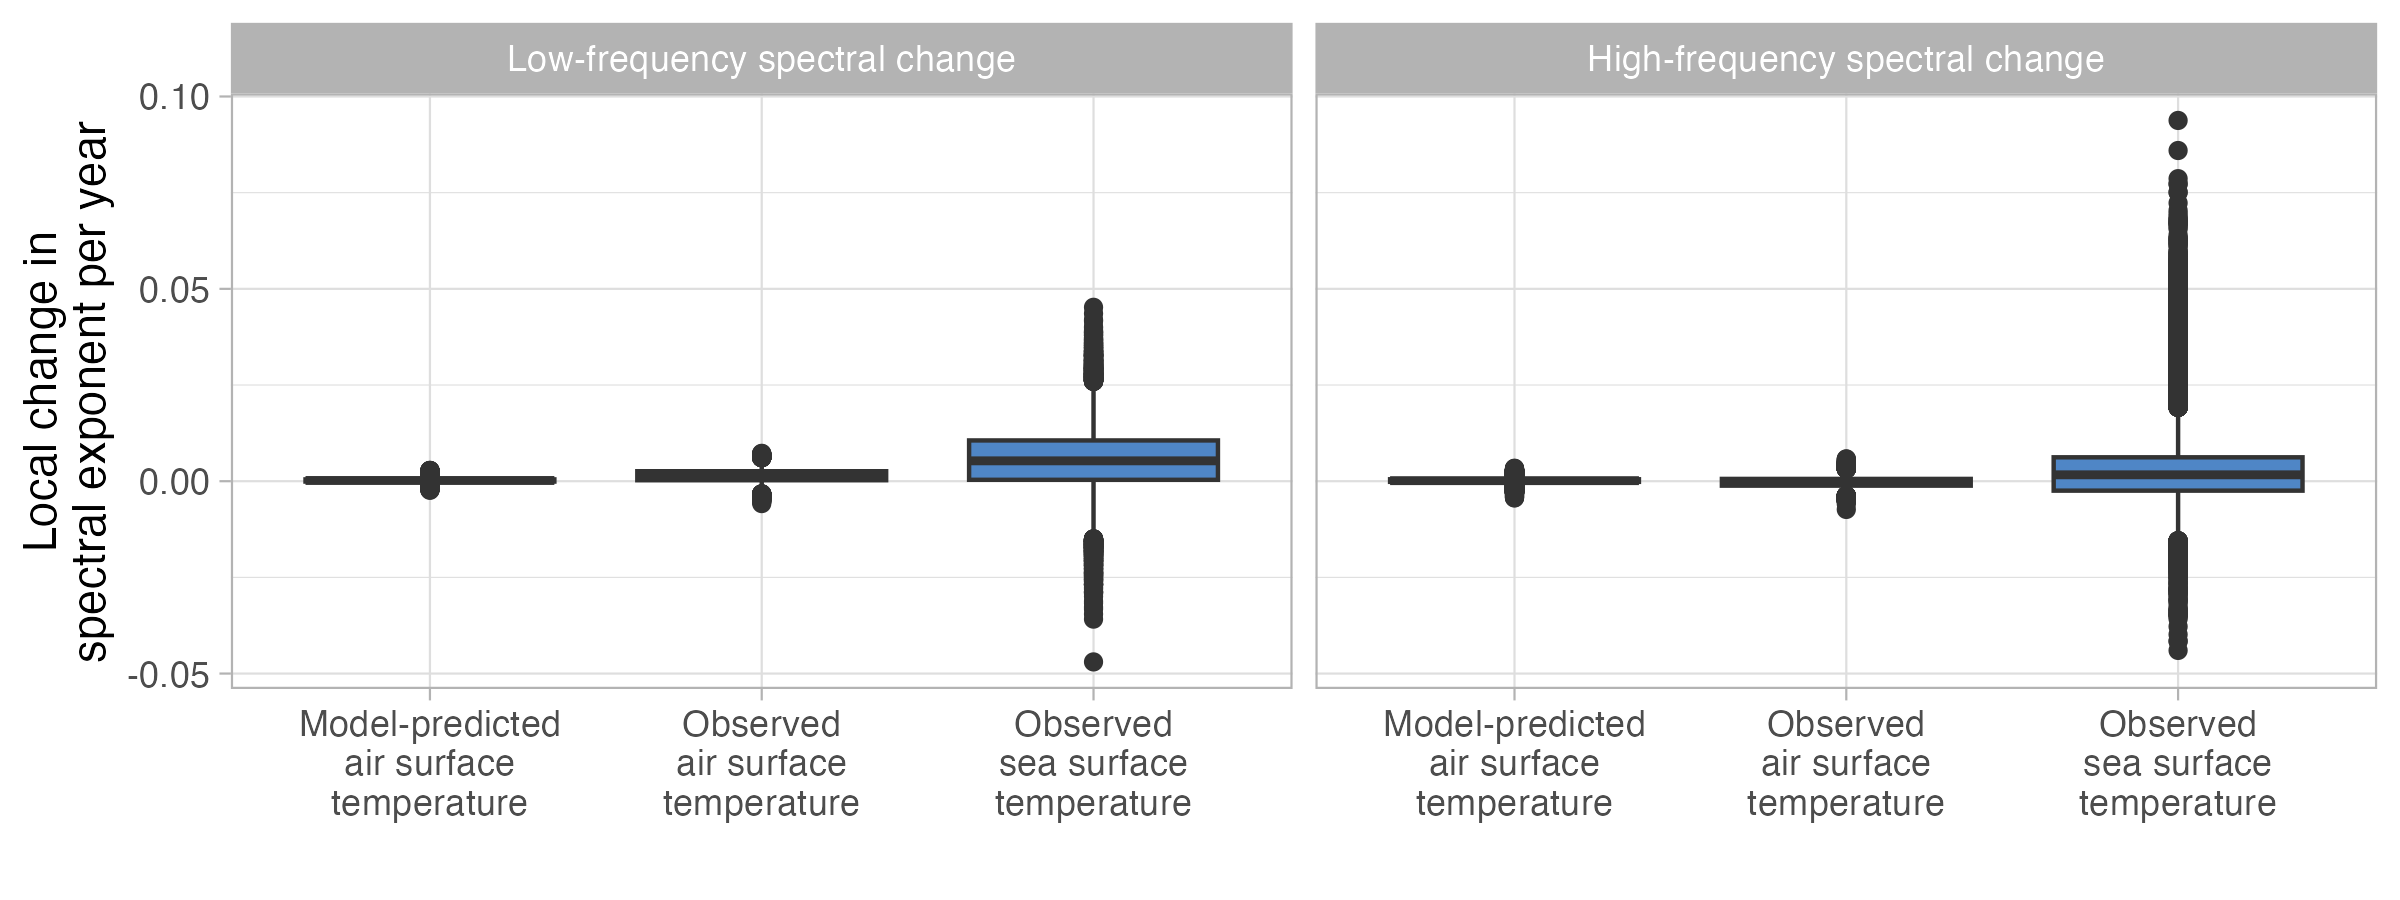 Low-frequency spectral change
High-frequency spectral change
Local change in
spectral exponent per year
0.10
0.05
0.00
-0.05
Model-predicted
air surface
temperature
Observed
air surface
temperature
Observed
sea surface
temperature
Model-predicted
air surface
temperature
Observed
air surface
temperature
Observed
sea surface
temperature